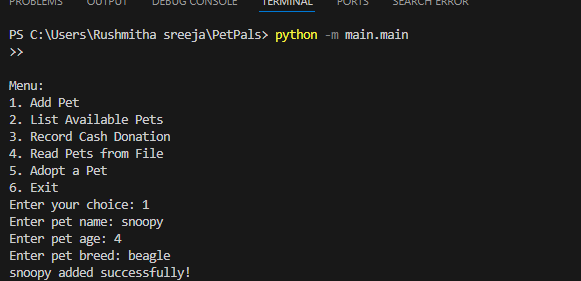 PROBLEMS OUTPUT DEBUG CONSOLE TERMINAL PORTS SEARCH ERROR
PS C:\Users\Rushmitha sreeja\PetPals> python -m main.main
>>
Menu:
1. Add Pet
2. List Available Pets
3. Record Cash Donation
4. Read Pets from File
5. Adopt a Pet
6. Exit
Enter your choice: 1
Enter pet name: snoopy
Enter pet age: 4
Enter pet breed: beagle
snoopy added successfully!